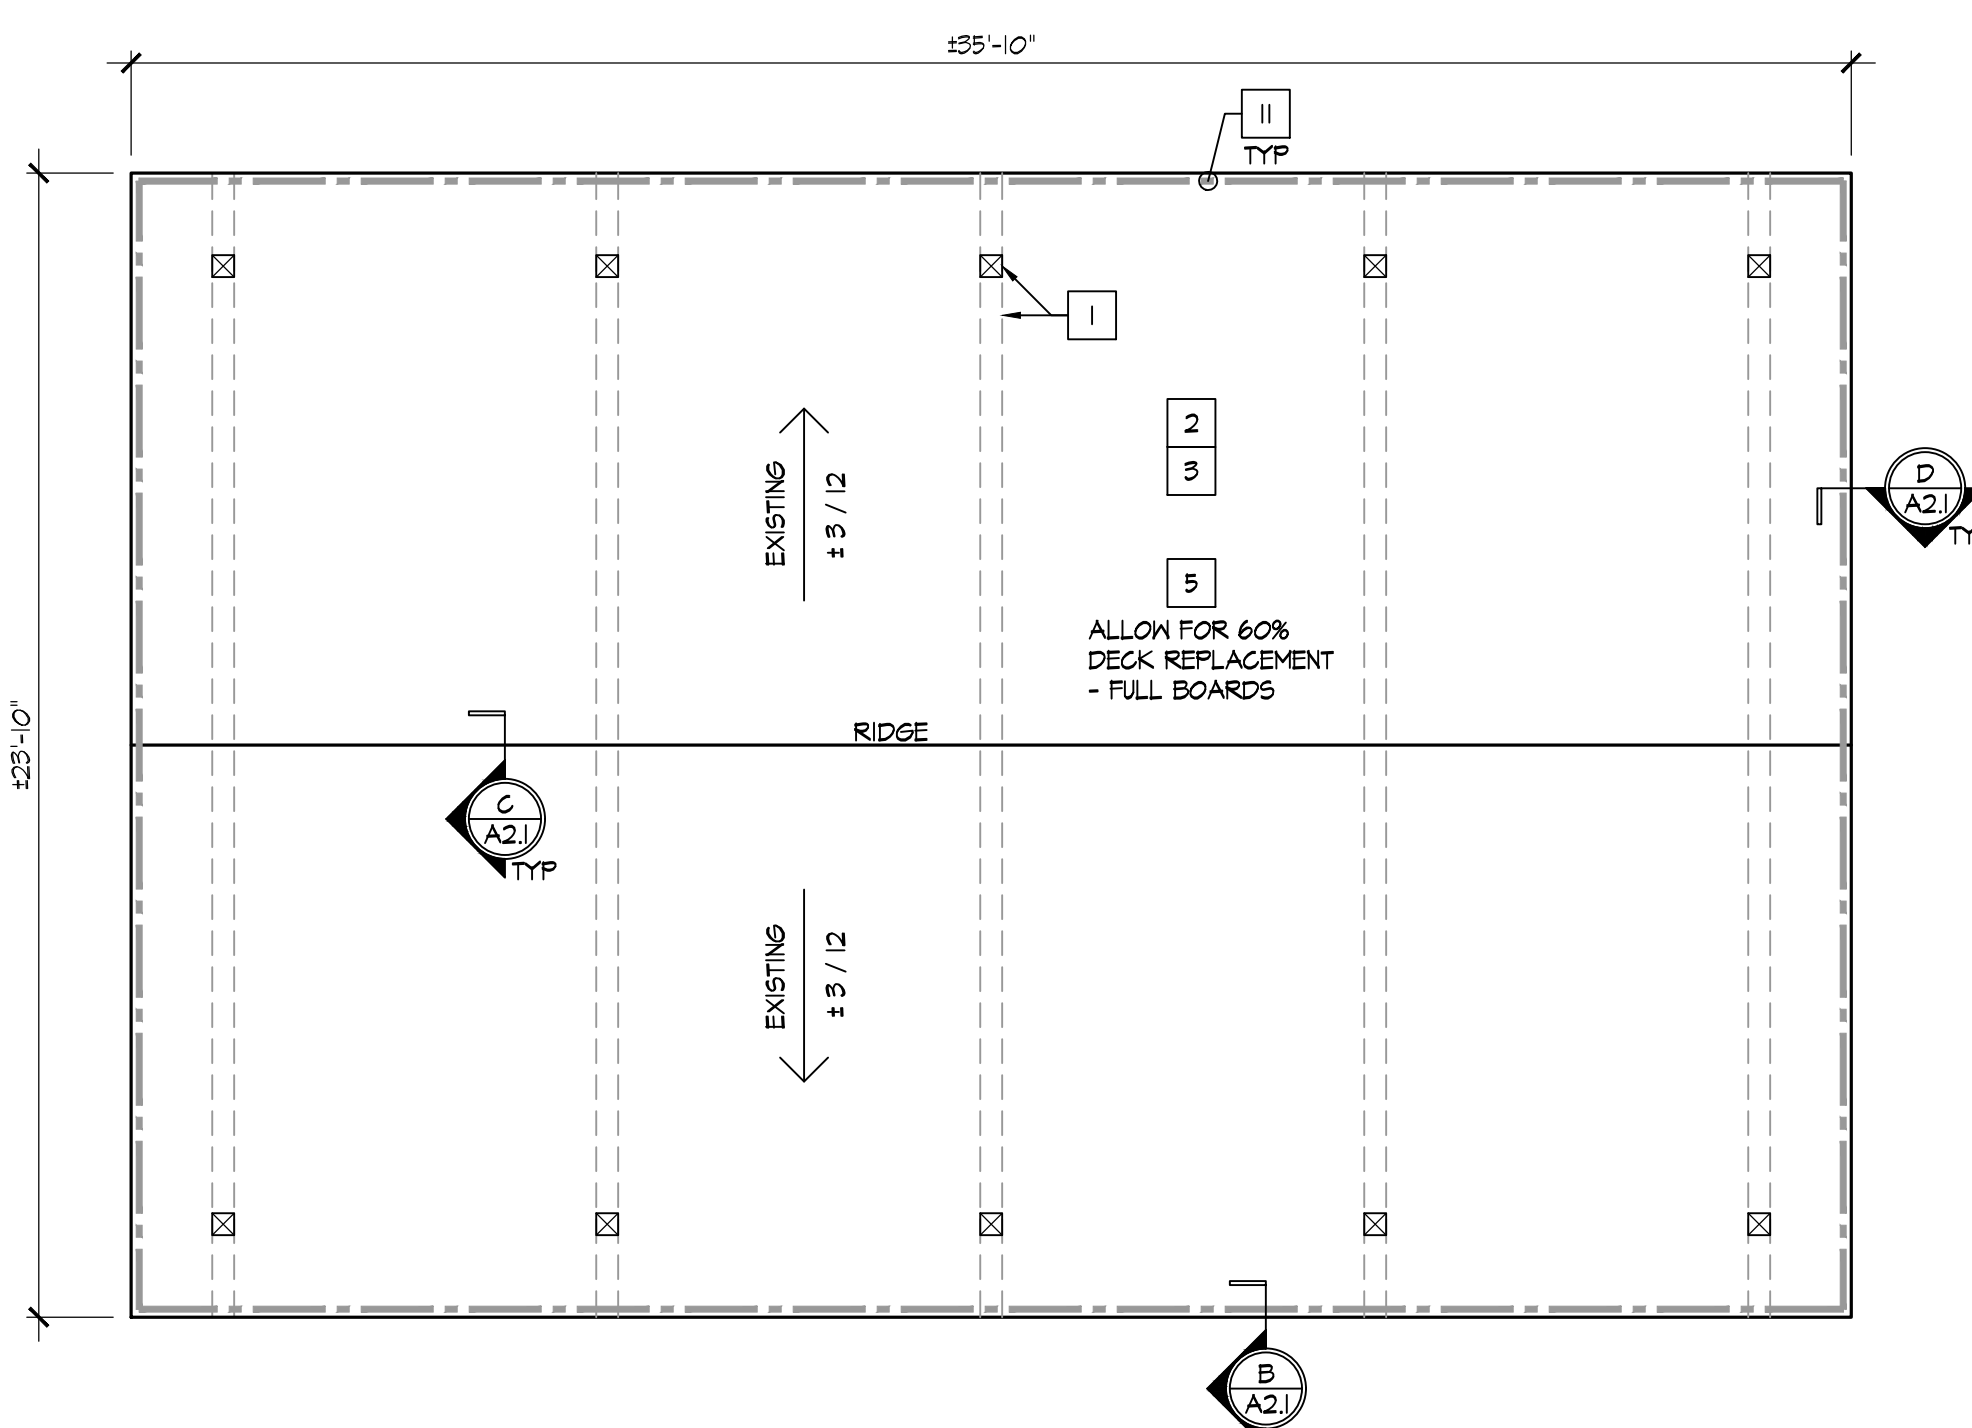 ±35'-10"
11
TYP
1
2
3
D
A2.1
EXISTING
± 3 / 12
5
ALLOW FOR 60%
DECK REPLACEMENT
- FULL BOARDS
±23'-10"
RIDGE
C
A2.1
TYP
EXISTING
± 3 / 12
B
A2.1